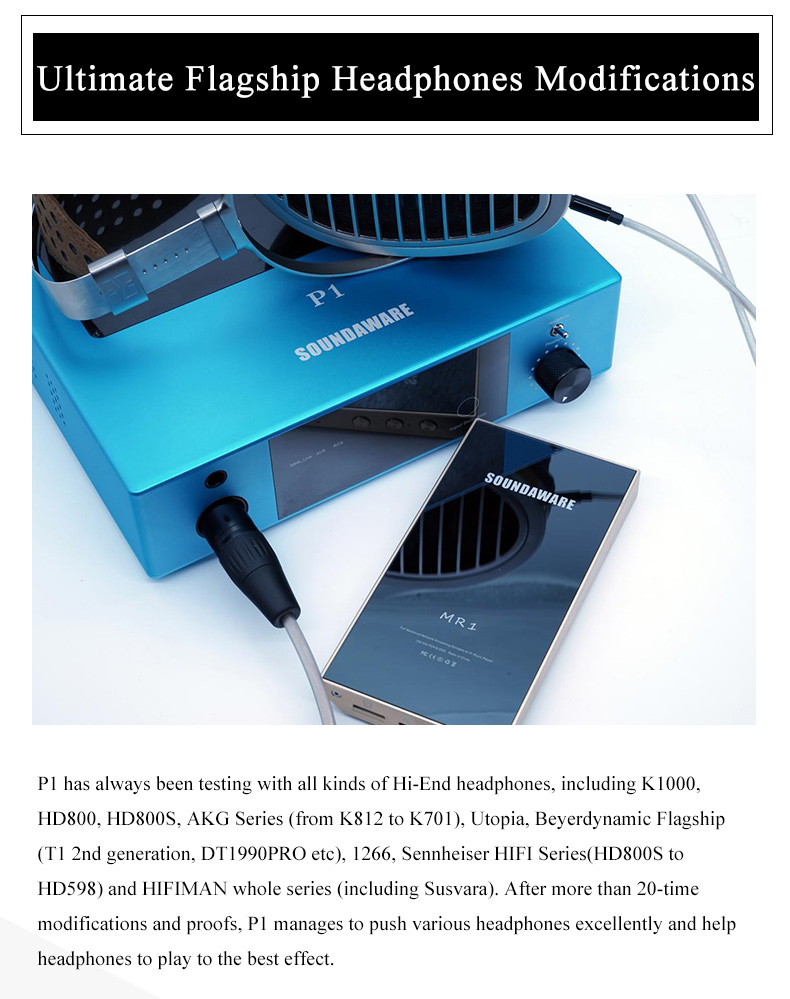 Ultimate Flagship Headphones Modifications
P1
SOUNDAWARE
SOUNDAWARE
MR1
P1 has always been testing with all kinds of Hi-End headphones, including K1000,
HD800, HD800S, AKG Series (from K812 to K701), Utopia, Beyerdynamic Flagship
(T1 2nd generation, DT1990PRO etc), 1266, Sennheiser HIFI Series(HD800S to
HD598) and HIFIMAN whole series (including Susvara). After more than 20-time
modifications and proofs, P1 manages to push various headphones excellently and help
headphones to play to the best effect.